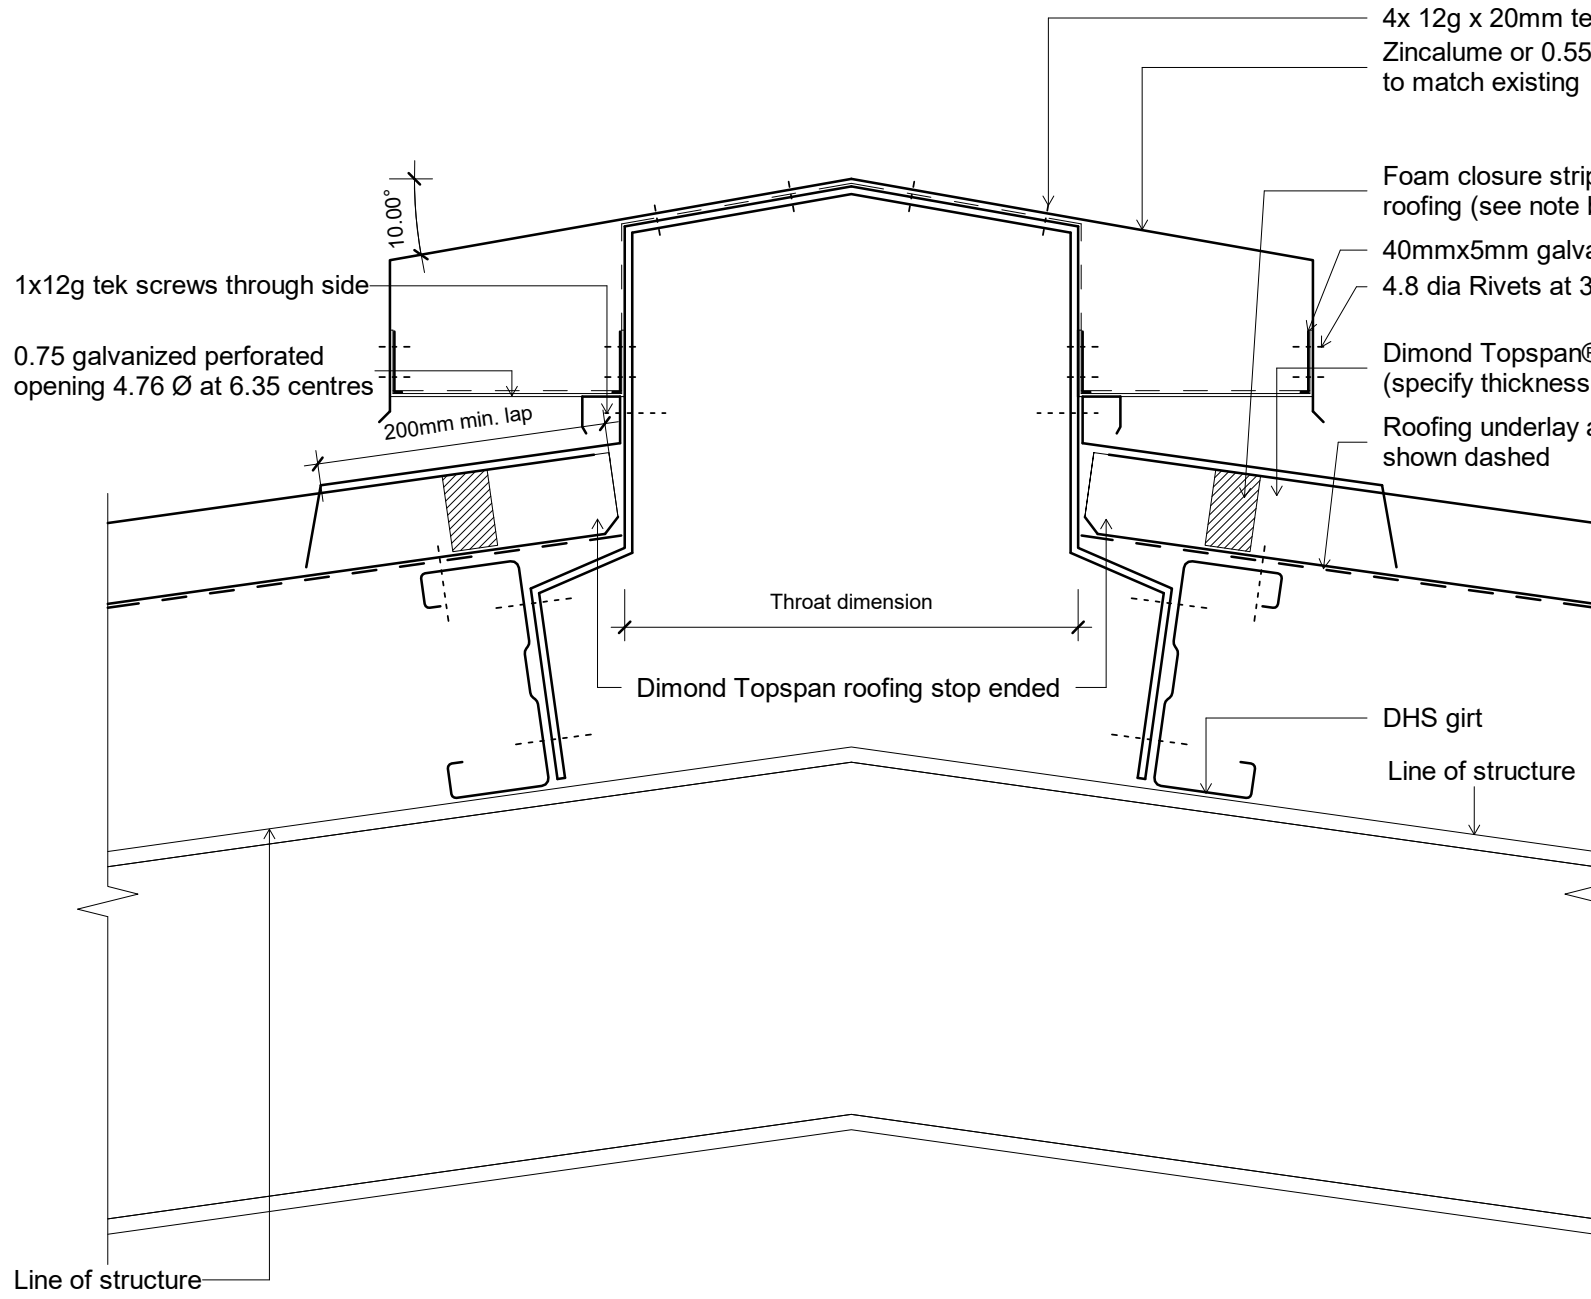 4x 12g x 20mm te
Zincalume or 0.55
to match existing
Foam closure strip
roofing (see note
40mmx5mm galva
4.8 dia Rivets at 3
Dimond Topspan®
(specify thickness
Roofing underlay a
shown dashed
10.00°
1x12g tek screws through side
0.75 galvanized perforated
opening 4.76 Ø at 6.35 centres
200mm min. lap
Throat dimension
Dimond Topspan roofing stop ended
DHS girt
Line of structure
Line of structure